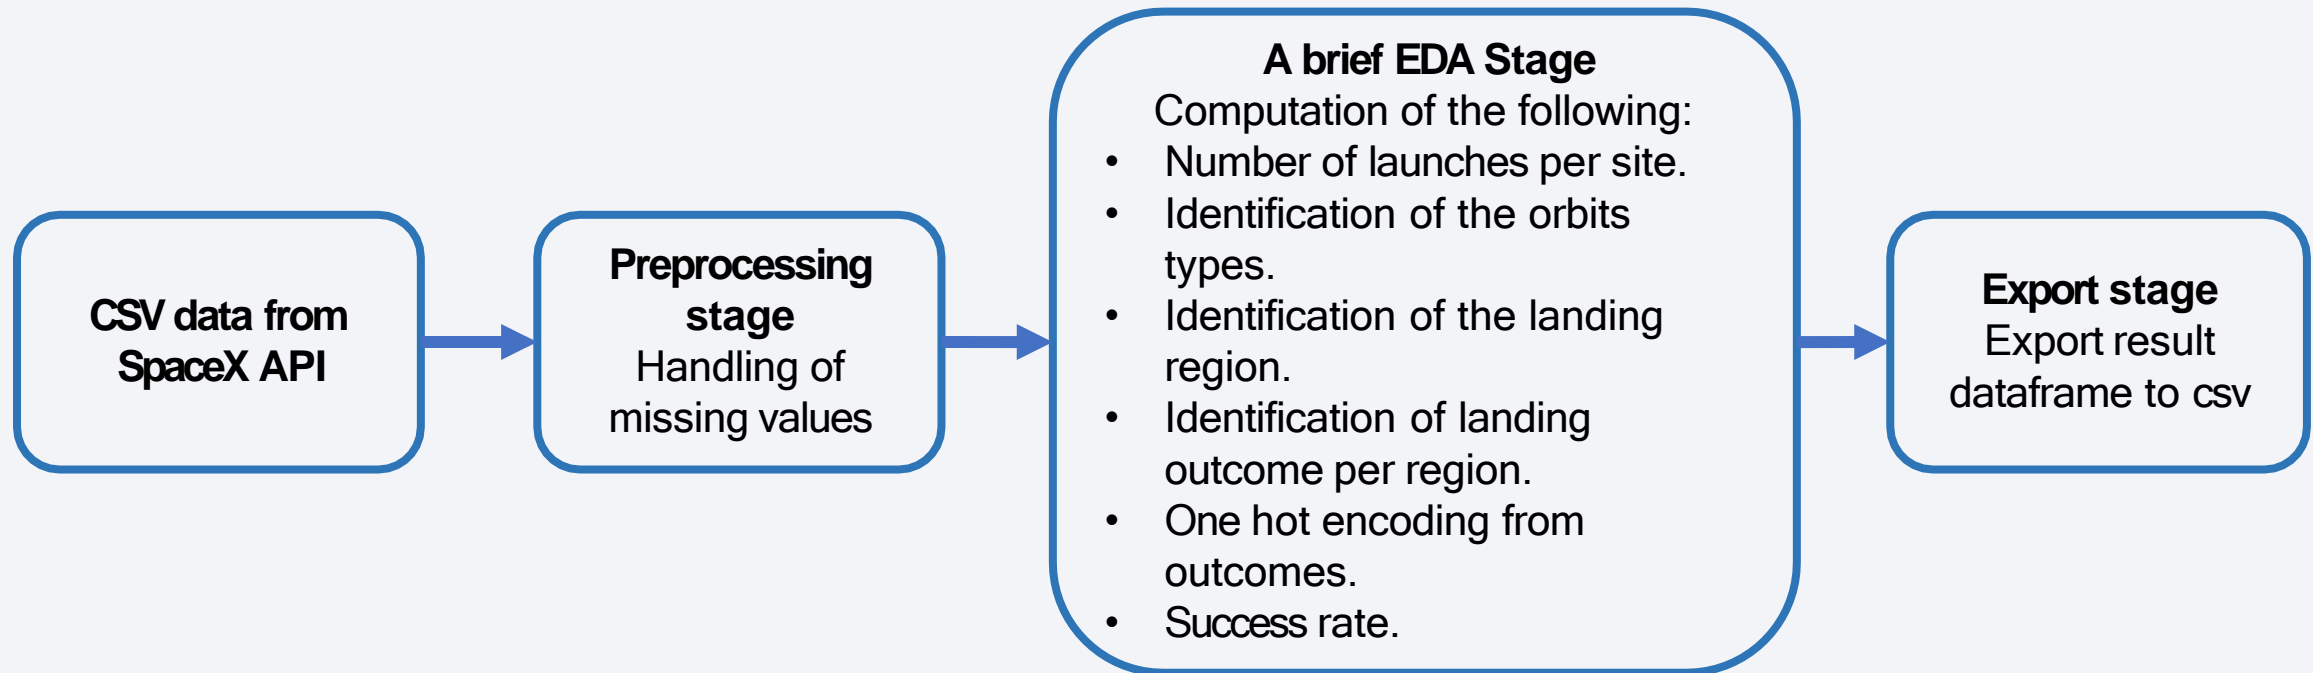 CSV data from
SpaceX API
Preprocessing
stage
Handling of
missing values
A brief EDA Stage
Computation of the following:
• Number of launches per site.
• Identification of the orbits
types.
• Identification of the landing
region.
• Identification of landing
outcome per region.
• One hot encoding from
outcomes.
• Success rate.
Export stage
Export result
dataframe to csv